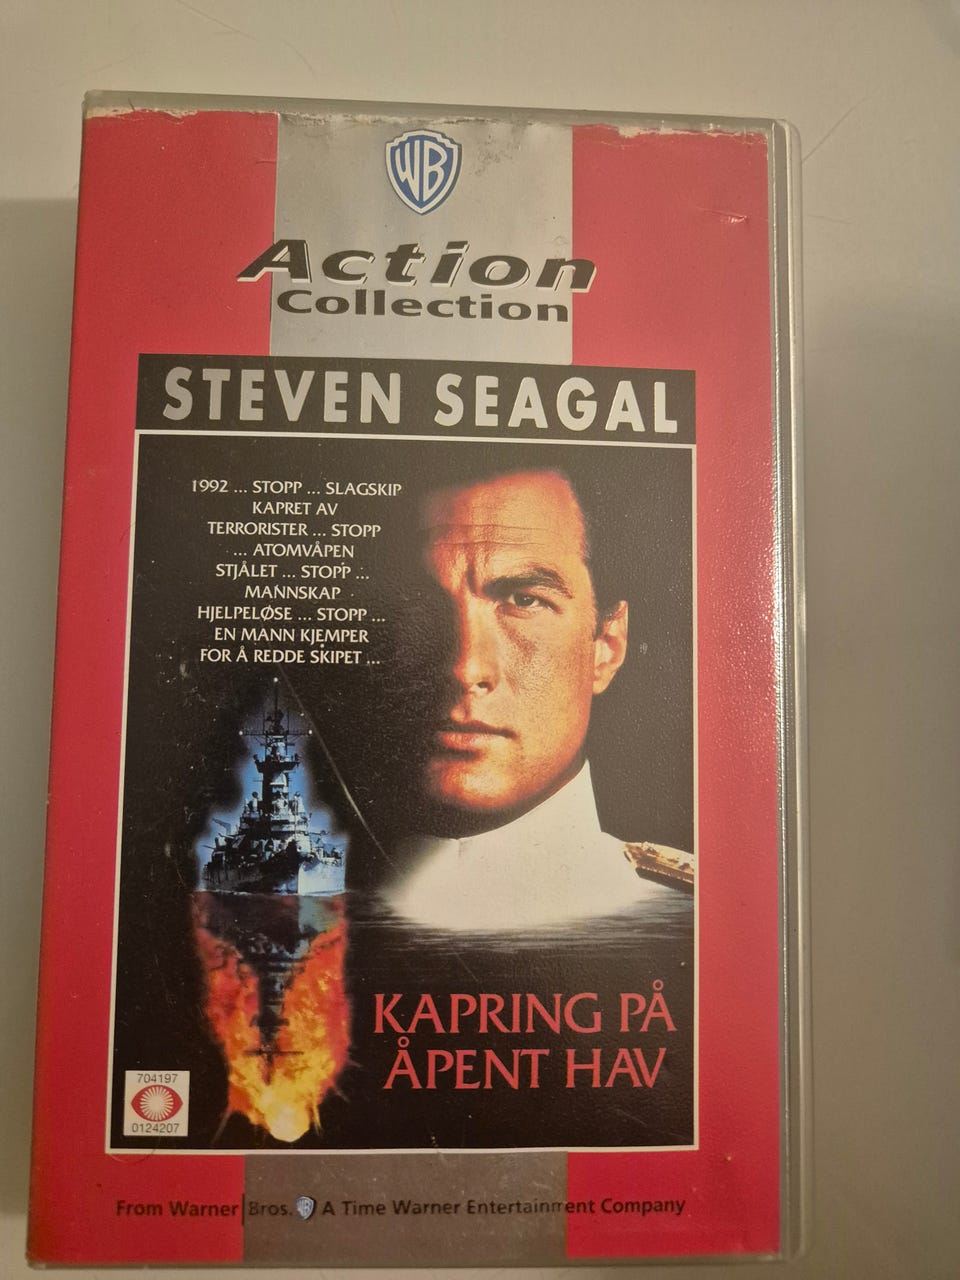 WB
Action
Collection
STEVEN SEAGAL
1992 ... STOPP ... SLAGSKIP
KAPRET AV
TERRORISTER ... STOPP
... ATOMVÅPEN
STJÅLET ... STOPP ...
MANNSKAP
HJELPELØSE ... STOPP ...
EN MANN KJEMPER
FOR Å REDDE SKIPET ...
KAPRING PÅ
ÅPENT HAV
704197
0124207
From Warner Bros. WB A Time Warner Entertainment Company